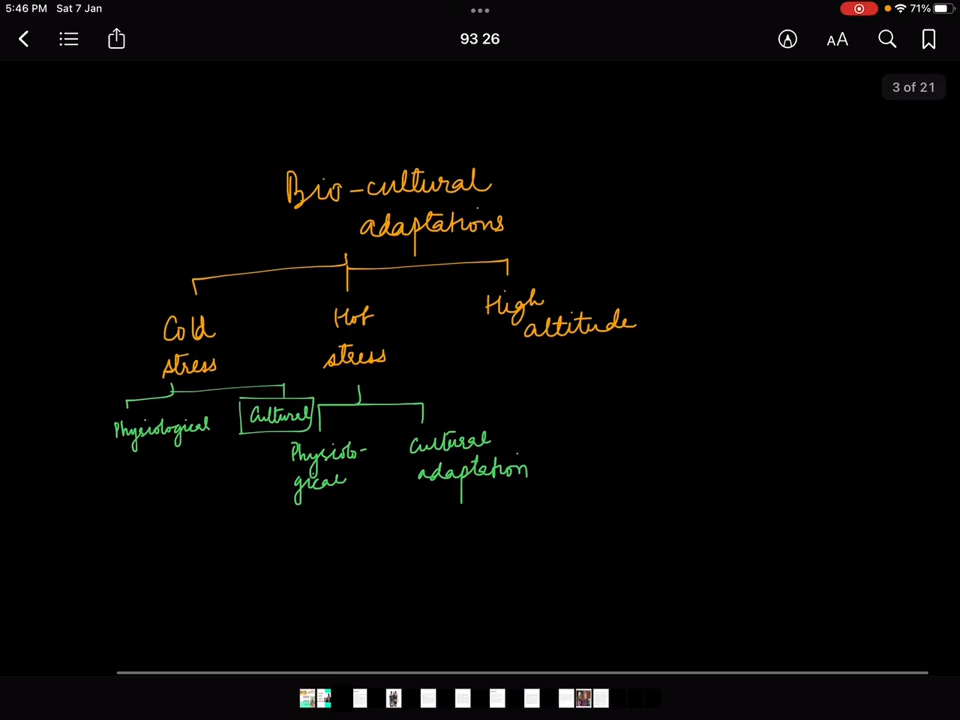 5:46 PM Sat 7 Jan
71%
93 26
AA
3 of 21
Bio-cultural
adaptations
Cold
stress
Hot
stress
High
altitude
Physiological
Cultural
Physiolo-
gical
Cultural
adaptation